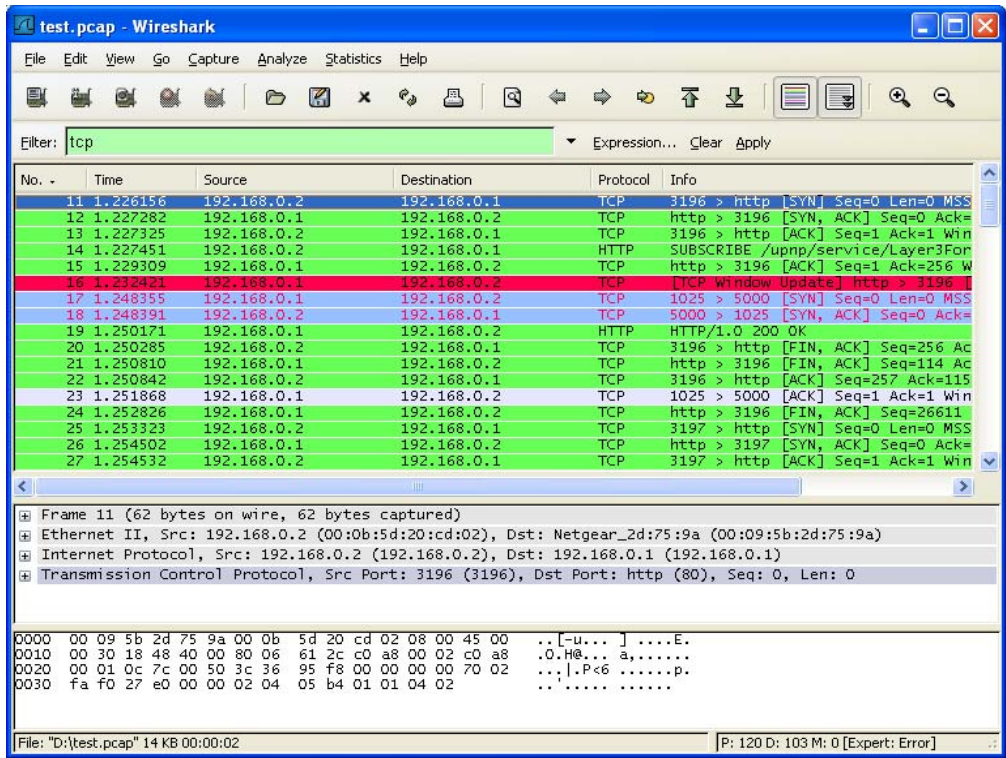 test.pcap - Wireshark
File Edit View Go Capture Analyze Statistics Help
Filter: tcp Expression... Clear Apply
No. Time Source Destination Protocol Info
11 1.226156 192.168.0.2 192.168.0.1 TCP 3196 > http [SYN] Seq=0 Len=0 MSS
12 1.227282 192.168.0.1 192.168.0.2 TCP http > 3196 [SYN, ACK] Seq=0 Ack=
13 1.227325 192.168.0.2 192.168.0.1 TCP 3196 > http [ACK] Seq=1 Ack=1 Win
14 1.227451 192.168.0.2 192.168.0.1 HTTP SUBSCRIBE /upnp/service/Layer3For
15 1.229309 192.168.0.1 192.168.0.2 TCP http > 3196 [ACK] Seq=1 Ack=256 W
16 1.232421 192.168.0.1 192.168.0.2 TCP [TCP Window Update] http > 3196 [
17 1.248355 192.168.0.1 192.168.0.2 TCP 1025 > 5000 [SYN] Seq=0 Len=0 MSS
18 1.248391 192.168.0.2 192.168.0.1 TCP 5000 > 1025 [SYN, ACK] Seq=0 Ack=
19 1.250171 192.168.0.1 192.168.0.2 HTTP HTTP/1.0 200 OK
20 1.250285 192.168.0.2 192.168.0.1 TCP 3196 > http [FIN, ACK] Seq=256 Ac
21 1.250810 192.168.0.1 192.168.0.2 TCP http > 3196 [FIN, ACK] Seq=114 Ac
22 1.250842 192.168.0.2 192.168.0.1 TCP 3196 > http [ACK] Seq=257 Ack=115
23 1.251868 192.168.0.1 192.168.0.2 TCP 1025 > 5000 [ACK] Seq=1 Ack=1 Win
24 1.252826 192.168.0.1 192.168.0.2 TCP http > 3196 [FIN, ACK] Seq=26611
25 1.253323 192.168.0.2 192.168.0.1 TCP 3197 > http [SYN] Seq=0 Len=0 MSS
26 1.254502 192.168.0.1 192.168.0.2 TCP http > 3197 [SYN, ACK] Seq=0 Ack=
27 1.254532 192.168.0.2 192.168.0.1 TCP 3197 > http [ACK] Seq=1 Ack=1 Win
Frame 11 (62 bytes on wire, 62 bytes captured)
Ethernet II, Src: 192.168.0.2 (00:0b:5d:20:cd:02), Dst: Netgear_2d:75:9a (00:09:5b:2d:75:9a)
Internet Protocol, Src: 192.168.0.2 (192.168.0.2), Dst: 192.168.0.1 (192.168.0.1)
Transmission Control Protocol, Src Port: 3196 (3196), Dst Port: http (80), Seq: 0, Len: 0
0000 00 09 5b 2d 75 9a 00 0b 5d 20 cd 02 08 00 45 00 ..[-u... ] ....E.
0010 00 30 18 48 40 00 80 06 61 2c c0 a8 00 02 c0 a8 .0.H@... a,......
0020 00 01 0c 7c 00 50 3c 36 95 f8 00 00 00 00 70 02 ...|.P<6 ......p.
0030 fa f0 27 e0 00 00 02 04 05 b4 01 01 04 02 ..'..... ......
File: "D:\test.pcap" 14 KB 00:00:02 P: 120 D: 103 M: 0 [Expert: Error]